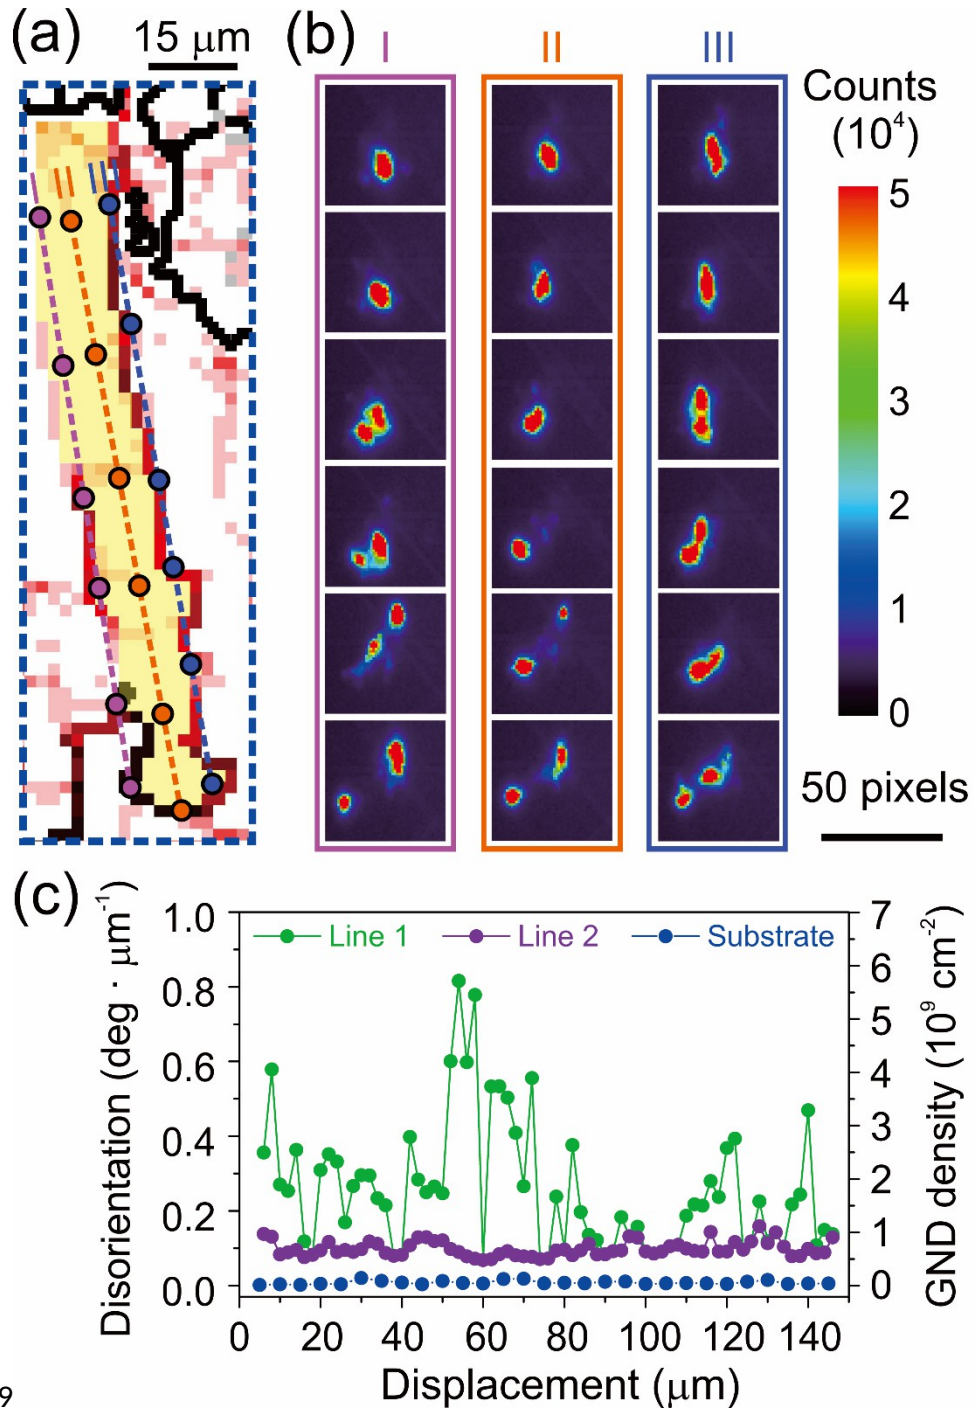 (a)
15 μm
I
II
III
(b)
I
II
III
Counts
(10⁴)
5
4
3
2
1
0
50 pixels
(c)
Disorientation (deg · μm⁻¹)
1.0
0.8
0.6
0.4
0.2
0.0
Line 1
Line 2
Substrate
7
6
5
4
3
2
1
0
GND density (10⁹ cm⁻²)
0
20
40
60
80
100
120
140
Displacement (μm)
9